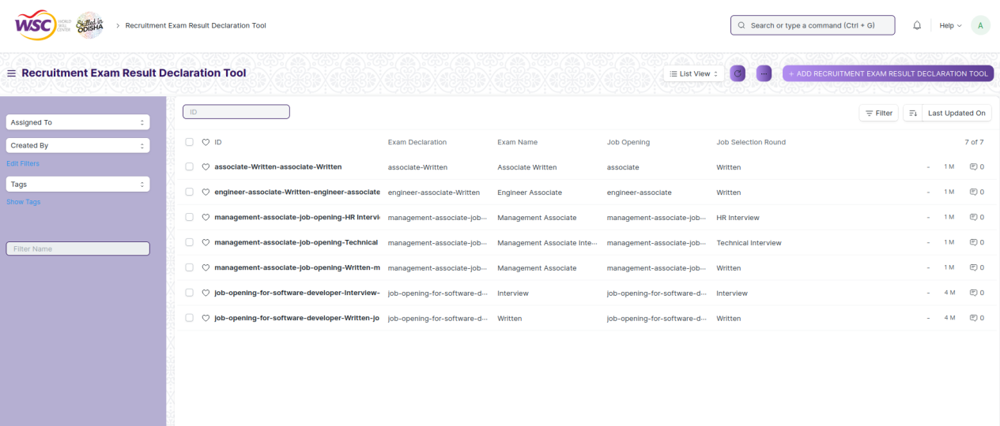 WSC WORLD SKILL CENTER Skilled in ODISHA > Recruitment Exam Result Declaration Tool
Search or type a command (Ctrl + G)
Help
A
Recruitment Exam Result Declaration Tool
List View
...
+ ADD RECRUITMENT EXAM RESULT DECLARATION TOOL
Assigned To
Created By
Edit Filters
Tags
Show Tags
Filter Name
ID
Filter
Last Updated On
ID Exam Declaration Exam Name Job Opening Job Selection Round 7 of 7
associate-Written-associate-Written associate-Written Associate Written associate Written - 1 M 0
engineer-associate-Written-engineer-associate engineer-associate-Written Engineer Associate engineer-associate Written - 1 M 0
management-associate-job-opening-HR Intervi management-associate-job-... Management Associate management-associate-job-... HR Interview - 1 M 0
management-associate-job-opening-Technical management-associate-job-... Management Associate Inte... management-associate-job-... Technical Interview - 1 M 0
management-associate-job-opening-Written-m management-associate-job-... Management Associate management-associate-job-... Written - 1 M 0
job-opening-for-software-developer-Interview- job-opening-for-software-d... Interview job-opening-for-software-d... Interview - 4 M 0
job-opening-for-software-developer-Written-jo job-opening-for-software-d... Written job-opening-for-software-d... Written - 4 M 0